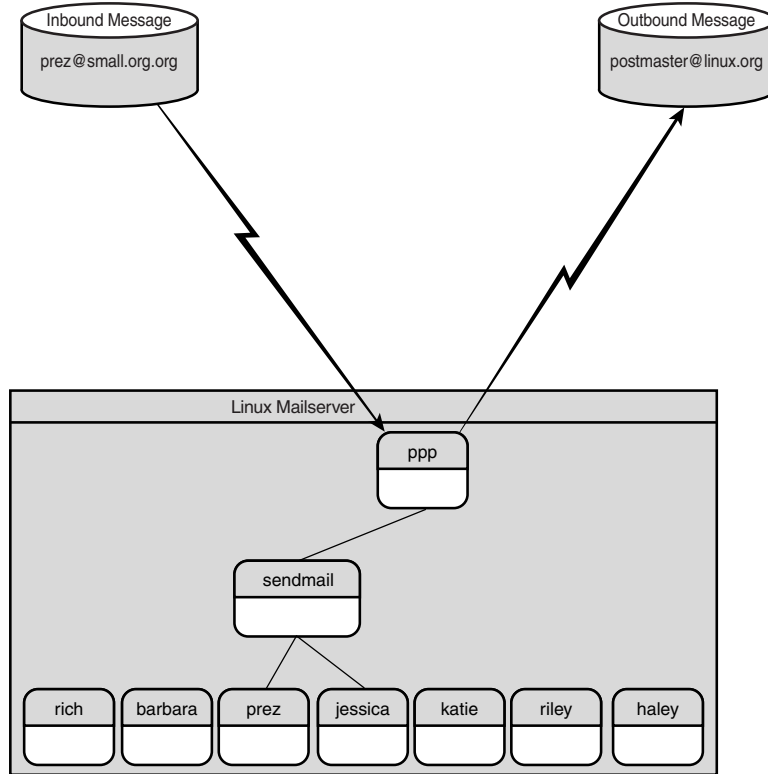 Inbound Message
prez@small.org.org
Outbound Message
postmaster@linux.org
Linux Mailserver
ppp
sendmail
rich
barbara
prez
jessica
katie
riley
haley